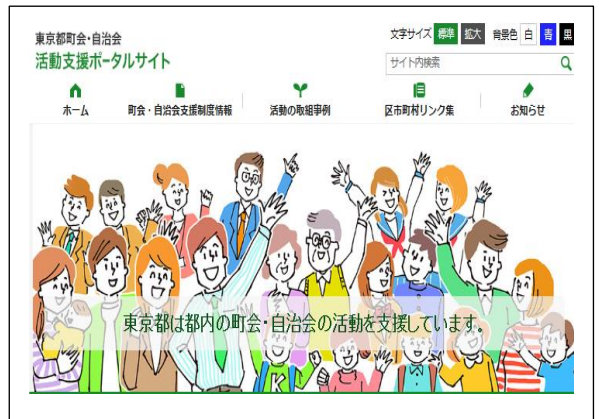 東京都町会・自治会
活動支援ポータルサイト
文字サイズ 標準 拡大 背景色 白 青 黒
サイト内検索
ホーム 町会・自治会支援制度情報 活動の取組事例 区市町村リンク集 お知らせ
東京都は都内の町会・自治会の活動を支援しています。
K